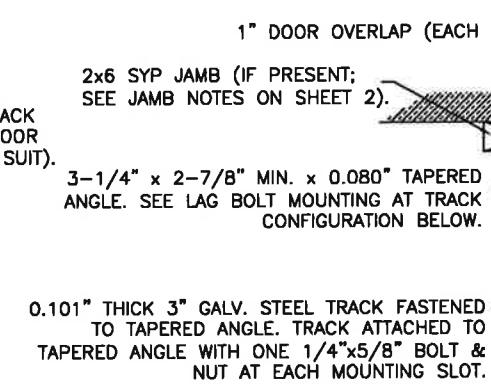 1" DOOR OVERLAP (EACH
2x6 SYP JAMB (IF PRESENT;
SEE JAMB NOTES ON SHEET 2).
ACK
OOR
SUIT).
3-1/4" x 2-7/8" MIN. x 0.080" TAPERED
ANGLE. SEE LAG BOLT MOUNTING AT TRACK
CONFIGURATION BELOW.
0.101" THICK 3" GALV. STEEL TRACK FASTENED
TO TAPERED ANGLE. TRACK ATTACHED TO
TAPERED ANGLE WITH ONE 1/4"x5/8" BOLT &
NUT AT EACH MOUNTING SLOT.